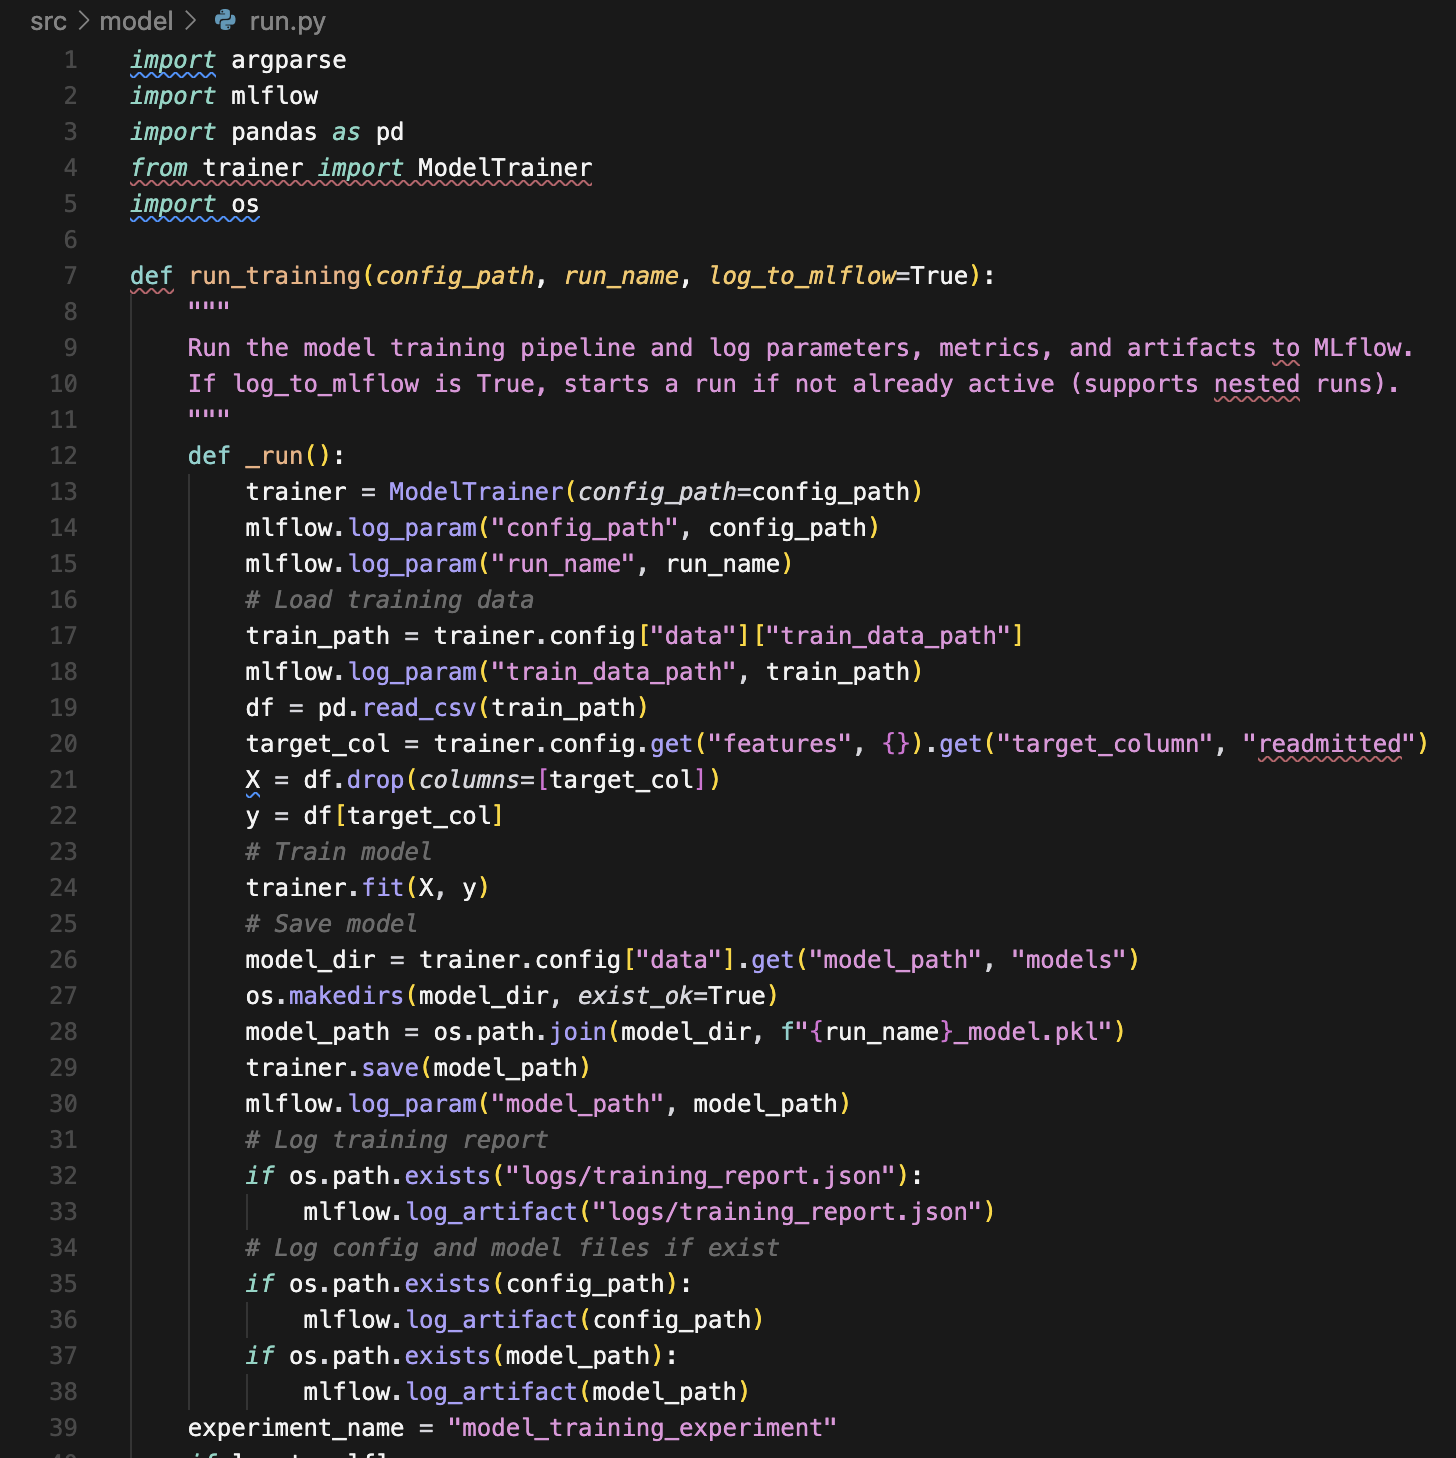 src > model > run.py
1 import argparse
2 import mlflow
3 import pandas as pd
4 from trainer import ModelTrainer
5 import os
6
7 def run_training(config_path, run_name, log_to_mlflow=True):
8     """
9     Run the model training pipeline and log parameters, metrics, and artifacts to MLflow.
10     If log_to_mlflow is True, starts a run if not already active (supports nested runs).
11     """
12     def _run():
13         trainer = ModelTrainer(config_path=config_path)
14         mlflow.log_param("config_path", config_path)
15         mlflow.log_param("run_name", run_name)
16         # Load training data
17         train_path = trainer.config["data"]["train_data_path"]
18         mlflow.log_param("train_data_path", train_path)
19         df = pd.read_csv(train_path)
20         target_col = trainer.config.get("features", {}).get("target_column", "readmitted")
21         X = df.drop(columns=[target_col])
22         y = df[target_col]
23         # Train model
24         trainer.fit(X, y)
25         # Save model
26         model_dir = trainer.config["data"].get("model_path", "models")
27         os.makedirs(model_dir, exist_ok=True)
28         model_path = os.path.join(model_dir, f"{run_name}_model.pkl")
29         trainer.save(model_path)
30         mlflow.log_param("model_path", model_path)
31         # Log training report
32         if os.path.exists("logs/training_report.json"):
33             mlflow.log_artifact("logs/training_report.json")
34         # Log config and model files if exist
35         if os.path.exists(config_path):
36             mlflow.log_artifact(config_path)
37         if os.path.exists(model_path):
38             mlflow.log_artifact(model_path)
39     experiment_name = "model_training_experiment"